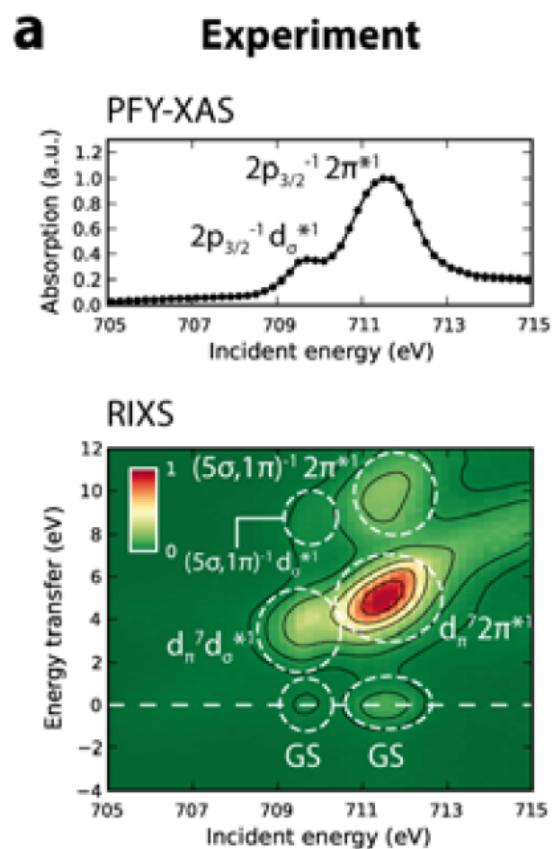 a Experiment
PFY-XAS
Absorption (a.u.)
1.2
1.0
0.8
0.6
0.4
0.2
0.0
2p₃/₂⁻¹ 2π*¹
2p₃/₂⁻¹ dσ*¹
705 707 709 711 713 715
Incident energy (eV)
RIXS
Energy transfer (eV)
12
10
8
6
4
2
0
−2
−4
1
0
(5σ,1π)⁻¹ 2π*¹
(5σ,1π)⁻¹ dσ*¹
dπ⁷dσ*¹
dπ⁷2π*¹
GS GS
705 707 709 711 713 715
Incident energy (eV)